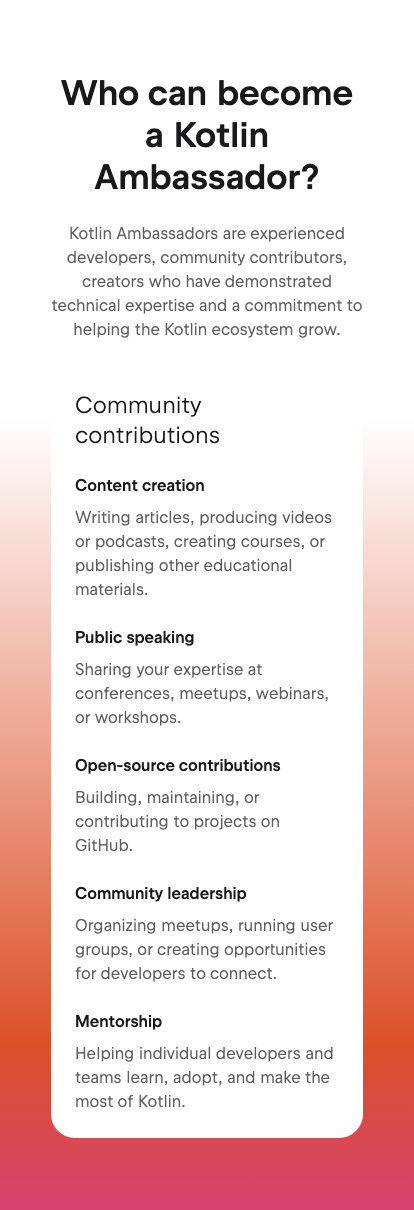 Who can become
a Kotlin
Ambassador?
Kotlin Ambassadors are experienced
developers, community contributors,
creators who have demonstrated
technical expertise and a commitment to
helping the Kotlin ecosystem grow.
Community
contributions
Content creation
Writing articles, producing videos
or podcasts, creating courses, or
publishing other educational
materials.
Public speaking
Sharing your expertise at
conferences, meetups, webinars,
or workshops.
Open-source contributions
Building, maintaining, or
contributing to projects on
GitHub.
Community leadership
Organizing meetups, running user
groups, or creating opportunities
for developers to connect.
Mentorship
Helping individual developers and
teams learn, adopt, and make the
most of Kotlin.